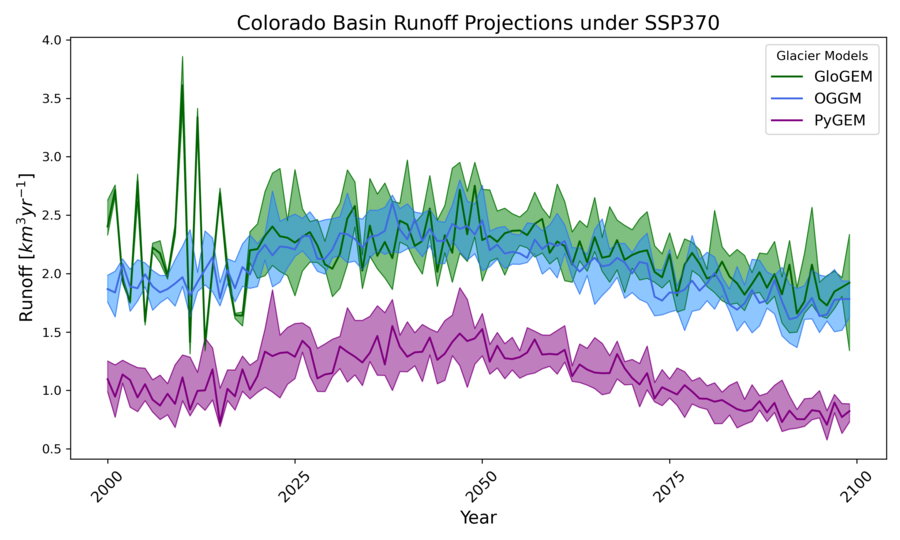 Colorado Basin Runoff Projections under SSP370
4.0
3.5
3.0
2.5
2.0
1.5
1.0
0.5
Runoff [km³yr⁻¹]
Glacier Models
GloGEM
OGGM
PyGEM
2000
2025
2050
2075
2100
Year